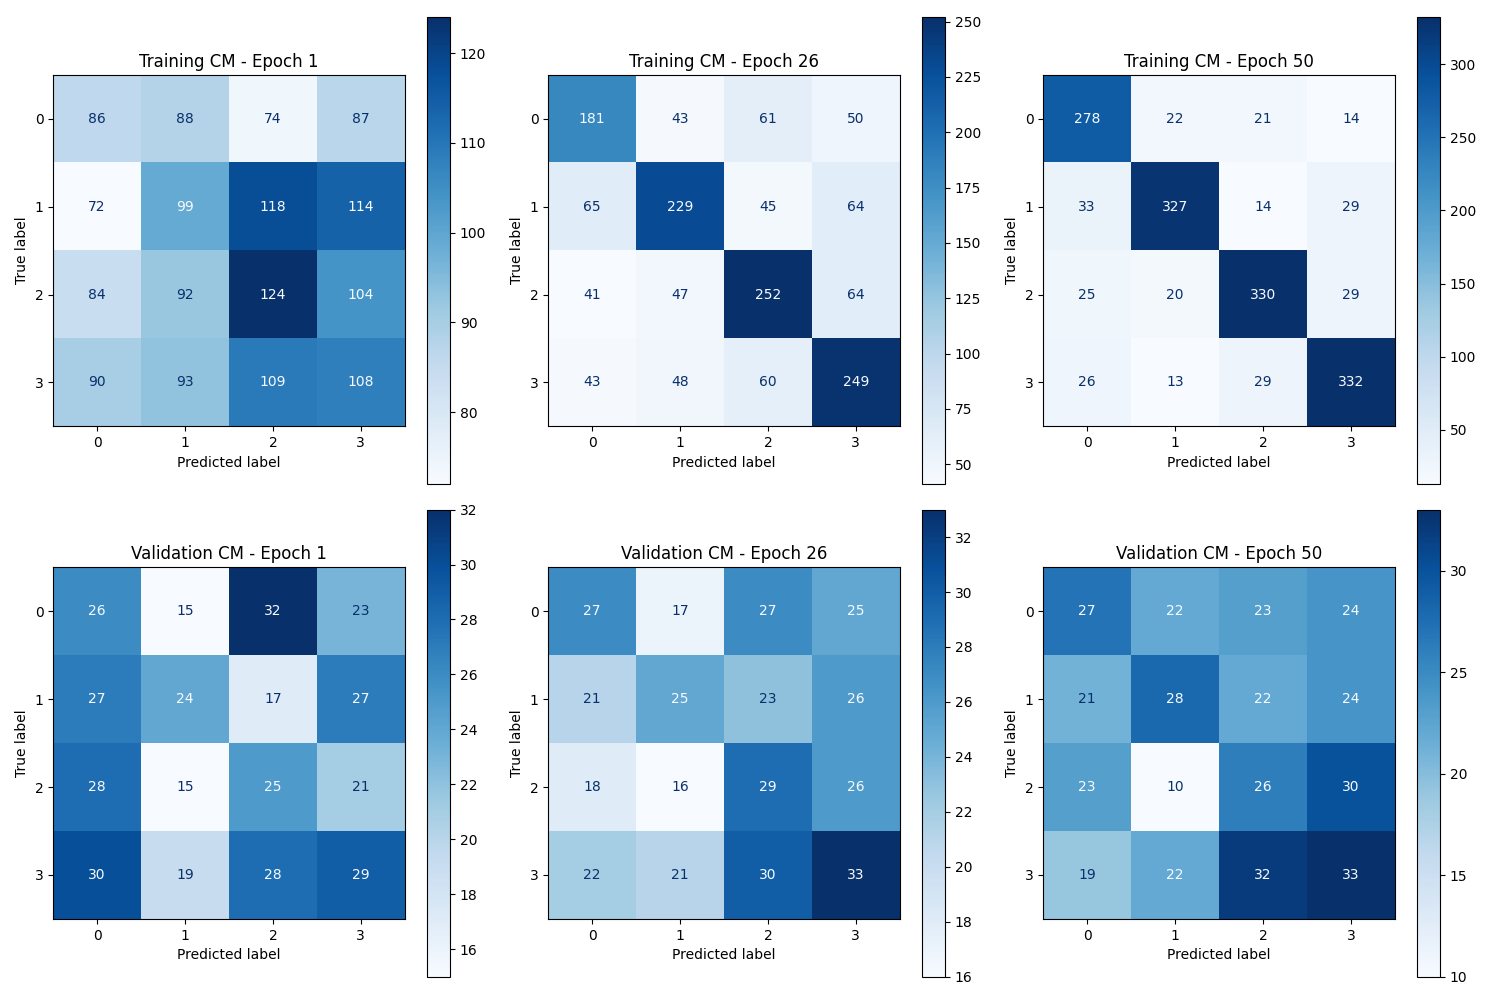 Training CM - Epoch 1
0 86 88 74 87
1 72 99 118 114
2 84 92 124 104
3 90 93 109 108
0 1 2 3
Predicted label
True label
120
110
100
90
80
Training CM - Epoch 26
0 181 43 61 50
1 65 229 45 64
2 41 47 252 64
3 43 48 60 249
0 1 2 3
Predicted label
True label
250
225
200
175
150
125
100
75
50
Training CM - Epoch 50
0 278 22 21 14
1 33 327 14 29
2 25 20 330 29
3 26 13 29 332
0 1 2 3
Predicted label
True label
300
250
200
150
100
50
Validation CM - Epoch 1
0 26 15 32 23
1 27 24 17 27
2 28 15 25 21
3 30 19 28 29
0 1 2 3
Predicted label
True label
32
30
28
26
24
22
20
18
16
Validation CM - Epoch 26
0 27 17 27 25
1 21 25 23 26
2 18 16 29 26
3 22 21 30 33
0 1 2 3
Predicted label
True label
32
30
28
26
24
22
20
18
16
Validation CM - Epoch 50
0 27 22 23 24
1 21 28 22 24
2 23 10 26 30
3 19 22 32 33
0 1 2 3
Predicted label
True label
30
25
20
15
10